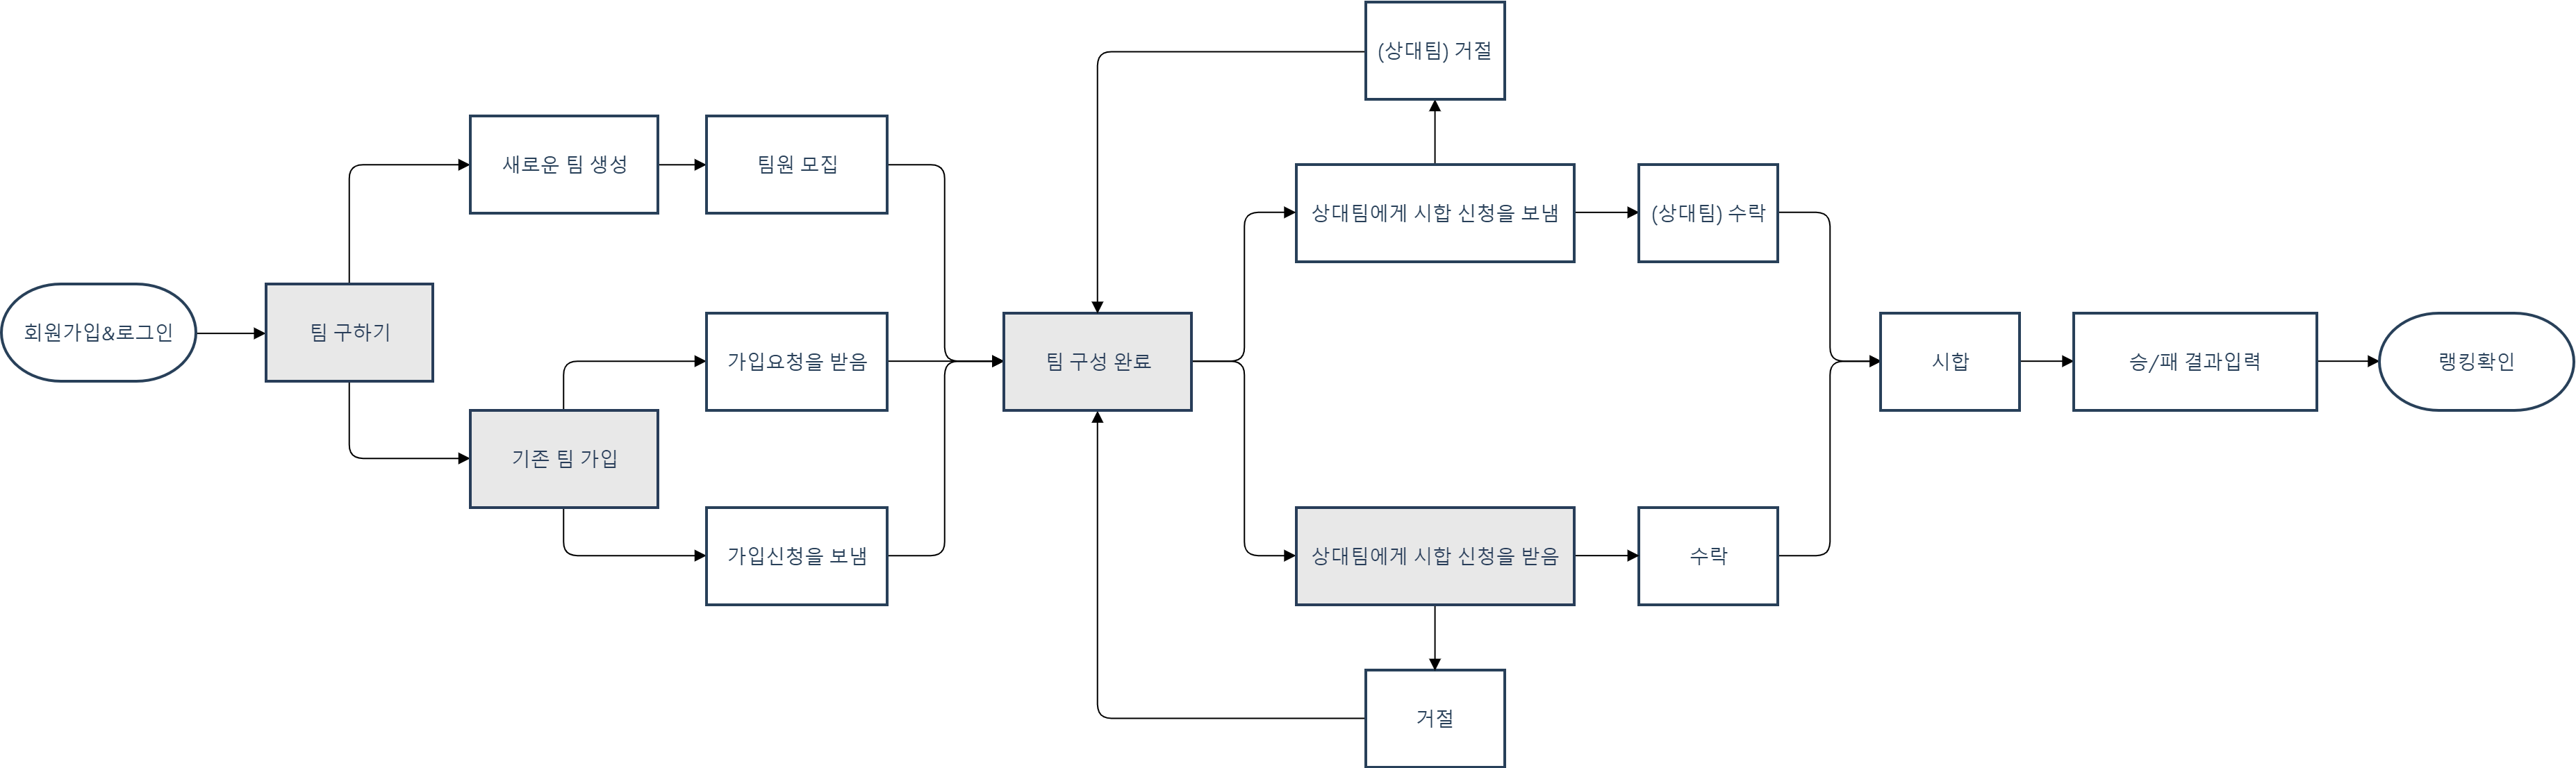 회원가입&로그인
팀 구하기
새로운 팀 생성
팀원 모집
기존 팀 가입
가입요청을 받음
가입신청을 보냄
팀 구성 완료
(상대팀) 거절
상대팀에게 시합 신청을 보냄
(상대팀) 수락
상대팀에게 시합 신청을 받음
수락
거절
시합
승/패 결과입력
랭킹확인